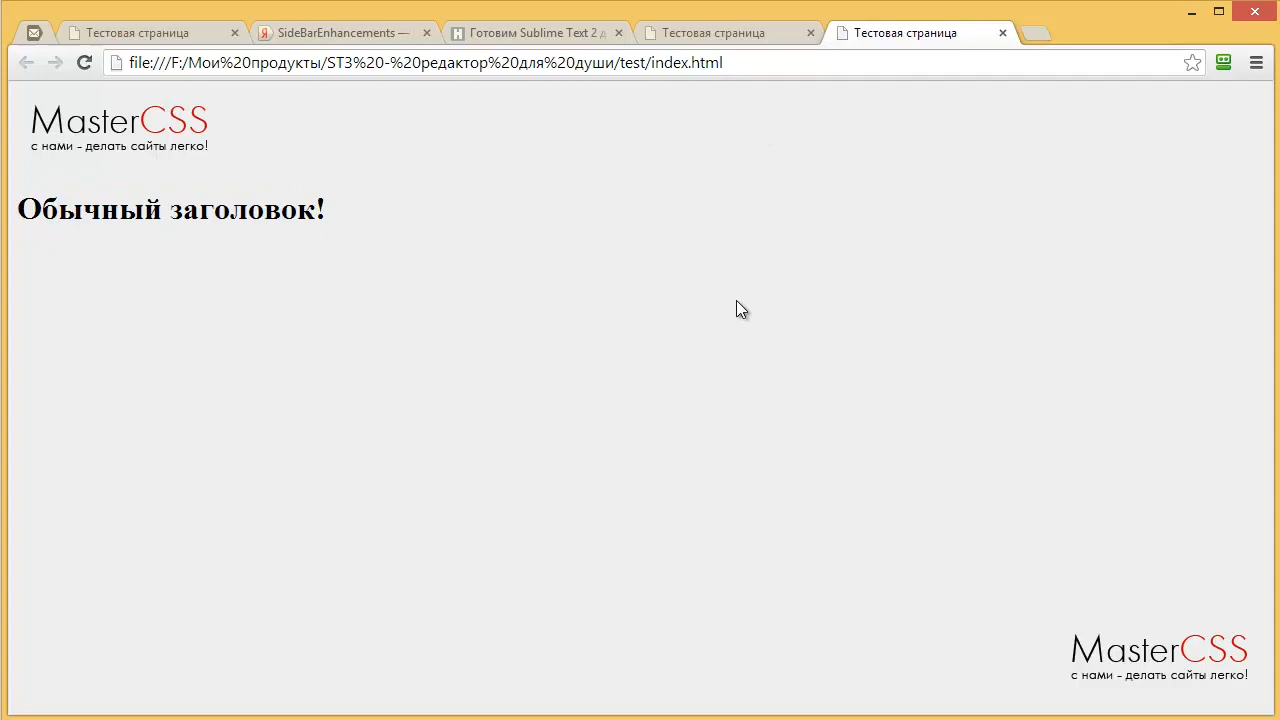 Тестовая страница
SideBarEnhancements —
Готовим Sublime Text 2 д
Тестовая страница
Тестовая страница
file:///F:/Мои%20продукты/ST3%20-%20редактор%20для%20души/test/index.html
MasterCSS
с нами - делать сайты легко!
Обычный заголовок!
MasterCSS
с нами - делать сайты легко!